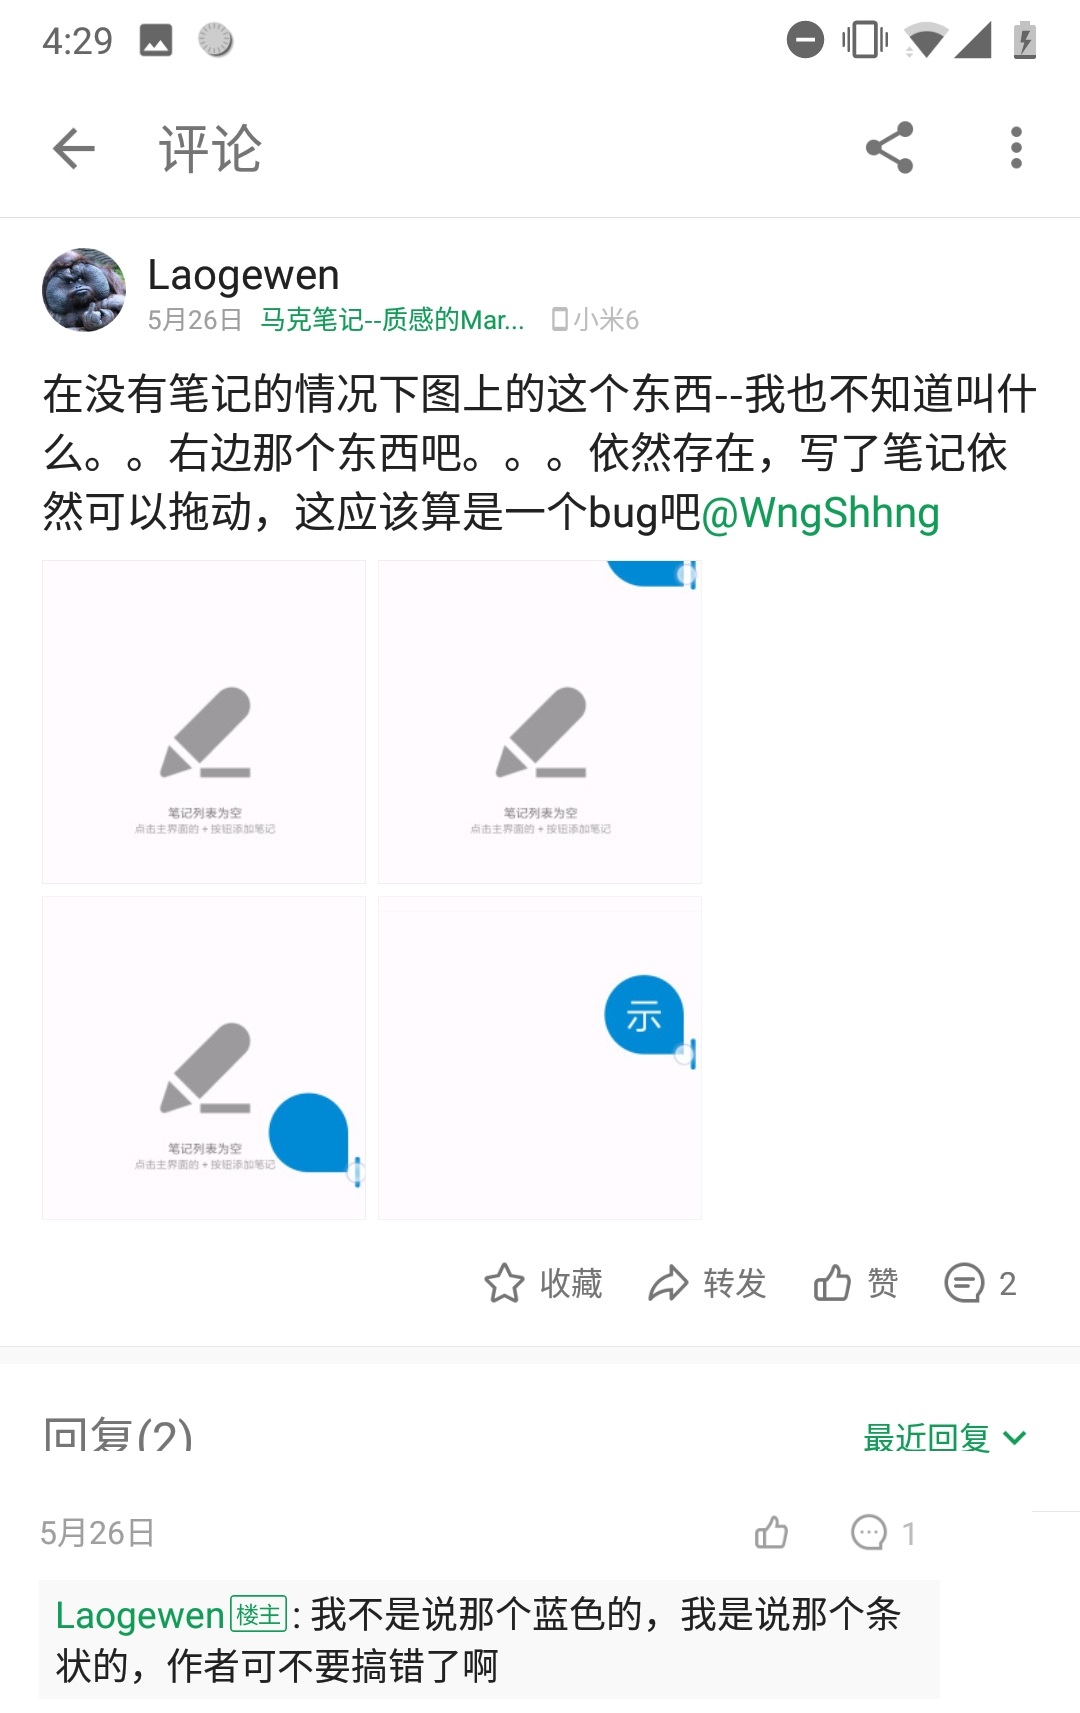 4:29
评论
Laogewen
5月26日 马克笔记--质感的Mar... 小米6
在没有笔记的情况下图上的这个东西--我也不知道叫什
么。。右边那个东西吧。。。依然存在，写了笔记依
然可以拖动，这应该算是一个bug吧@WngShhng
笔记列表为空
点击主界面的 + 按钮添加笔记
笔记列表为空
点击主界面的 + 按钮添加笔记
笔记列表为空
点击主界面的 + 按钮添加笔记
示
收藏 转发 赞 2
回复(2) 最近回复
5月26日 1
Laogewen 楼主: 我不是说那个蓝色的，我是说那个条
状的，作者可不要搞错了啊